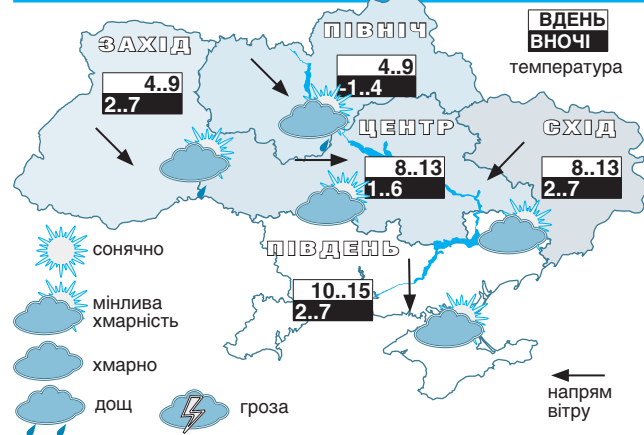 ЗАХІД
4..9
2..7
ПІВНІЧ
4..9
-1..4
ВДЕНЬ
ВНОЧІ
температура
ЦЕНТР
8..13
1..6
СХІД
8..13
2..7
ПІВДЕНЬ
10..15
2..7
сонячно
мінлива
хмарність
хмарно
дощ
гроза
напрям
вітру